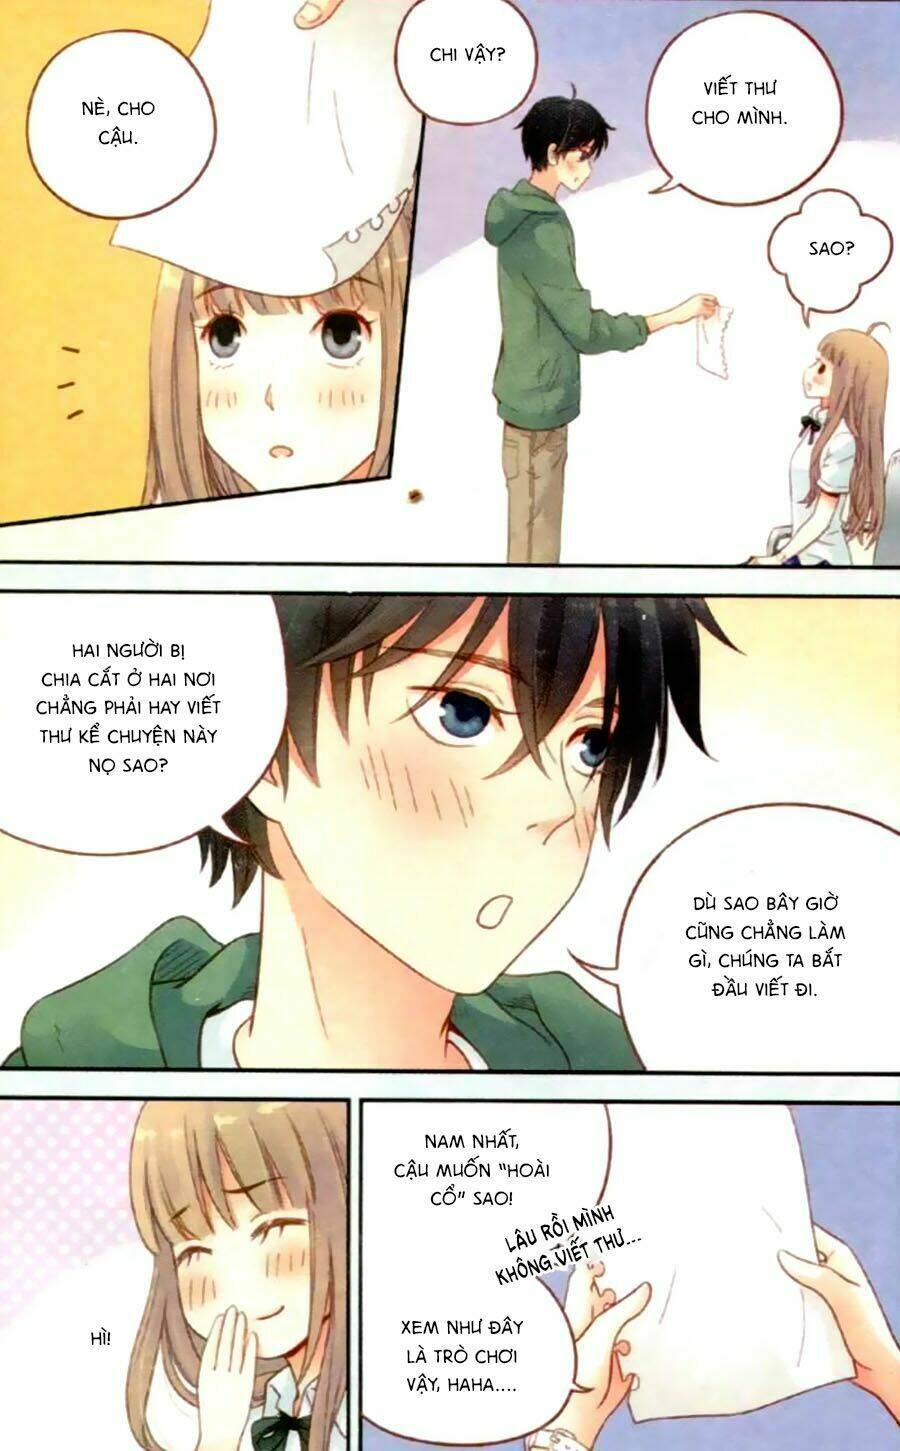 NÈ, CHO
CẬU.
CHI VẬY?
VIẾT THƯ
CHO MÌNH.
SAO?
HAI NGƯỜI BỊ
CHIA CẮT Ở HAI NƠI
CHẲNG PHẢI HAY VIẾT
THƯ KỂ CHUYỆN NÀY
NỌ SAO?
DÙ SAO BÂY GIỜ
CŨNG CHẲNG LÀM
GÌ, CHÚNG TA BẮT
ĐẦU VIẾT ĐI.
HÌ!
NAM NHẤT,
CẬU MUỐN “HOÀI
CỔ” SAO!
LÂU RỒI MÌNH
KHÔNG VIẾT THƯ...
XEM NHƯ ĐÂY
LÀ TRÒ CHƠI
VẬY, HAHA....